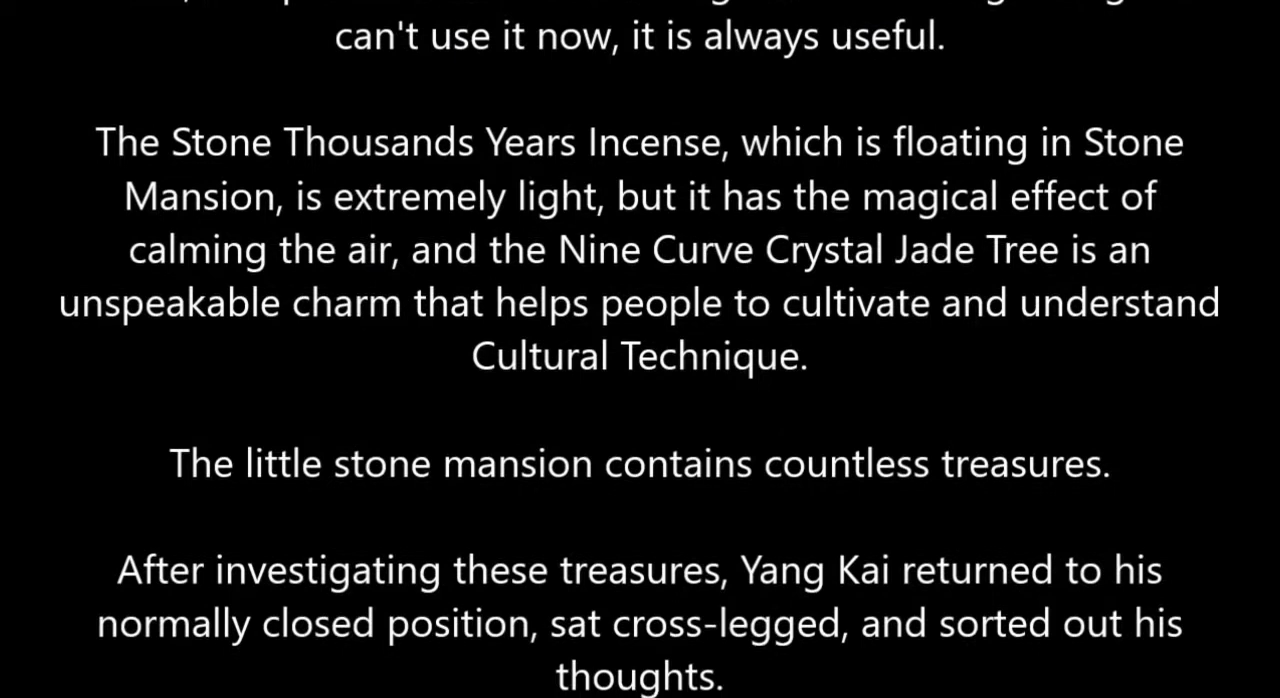 can't use it now, it is always useful.
The Stone Thousands Years Incense, which is floating in Stone
Mansion, is extremely light, but it has the magical effect of
calming the air, and the Nine Curve Crystal Jade Tree is an
unspeakable charm that helps people to cultivate and understand
Cultural Technique.
The little stone mansion contains countless treasures.
After investigating these treasures, Yang Kai returned to his
normally closed position, sat cross-legged, and sorted out his
thoughts.